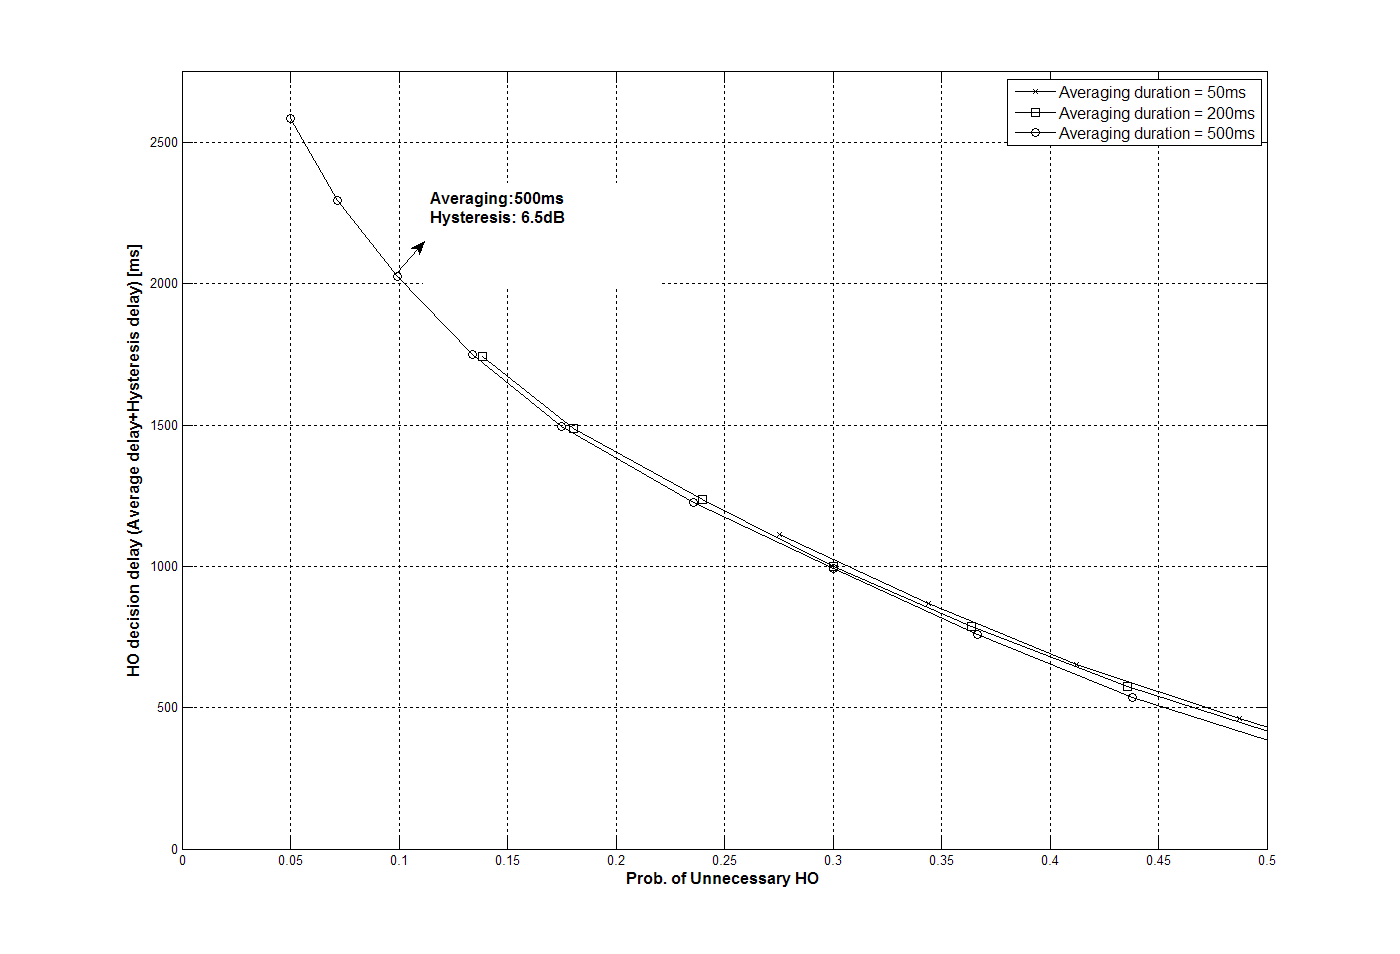 Averaging duration = 50ms
Averaging duration = 200ms
Averaging duration = 500ms
Averaging:500ms
Hysteresis: 6.5dB
HO decision delay (Average delay+Hysteresis delay) [ms]
2500
2000
1500
1000
500
0
0 0.05 0.1 0.15 0.2 0.25 0.3 0.35 0.4 0.45 0.5
Prob. of Unnecessary HO